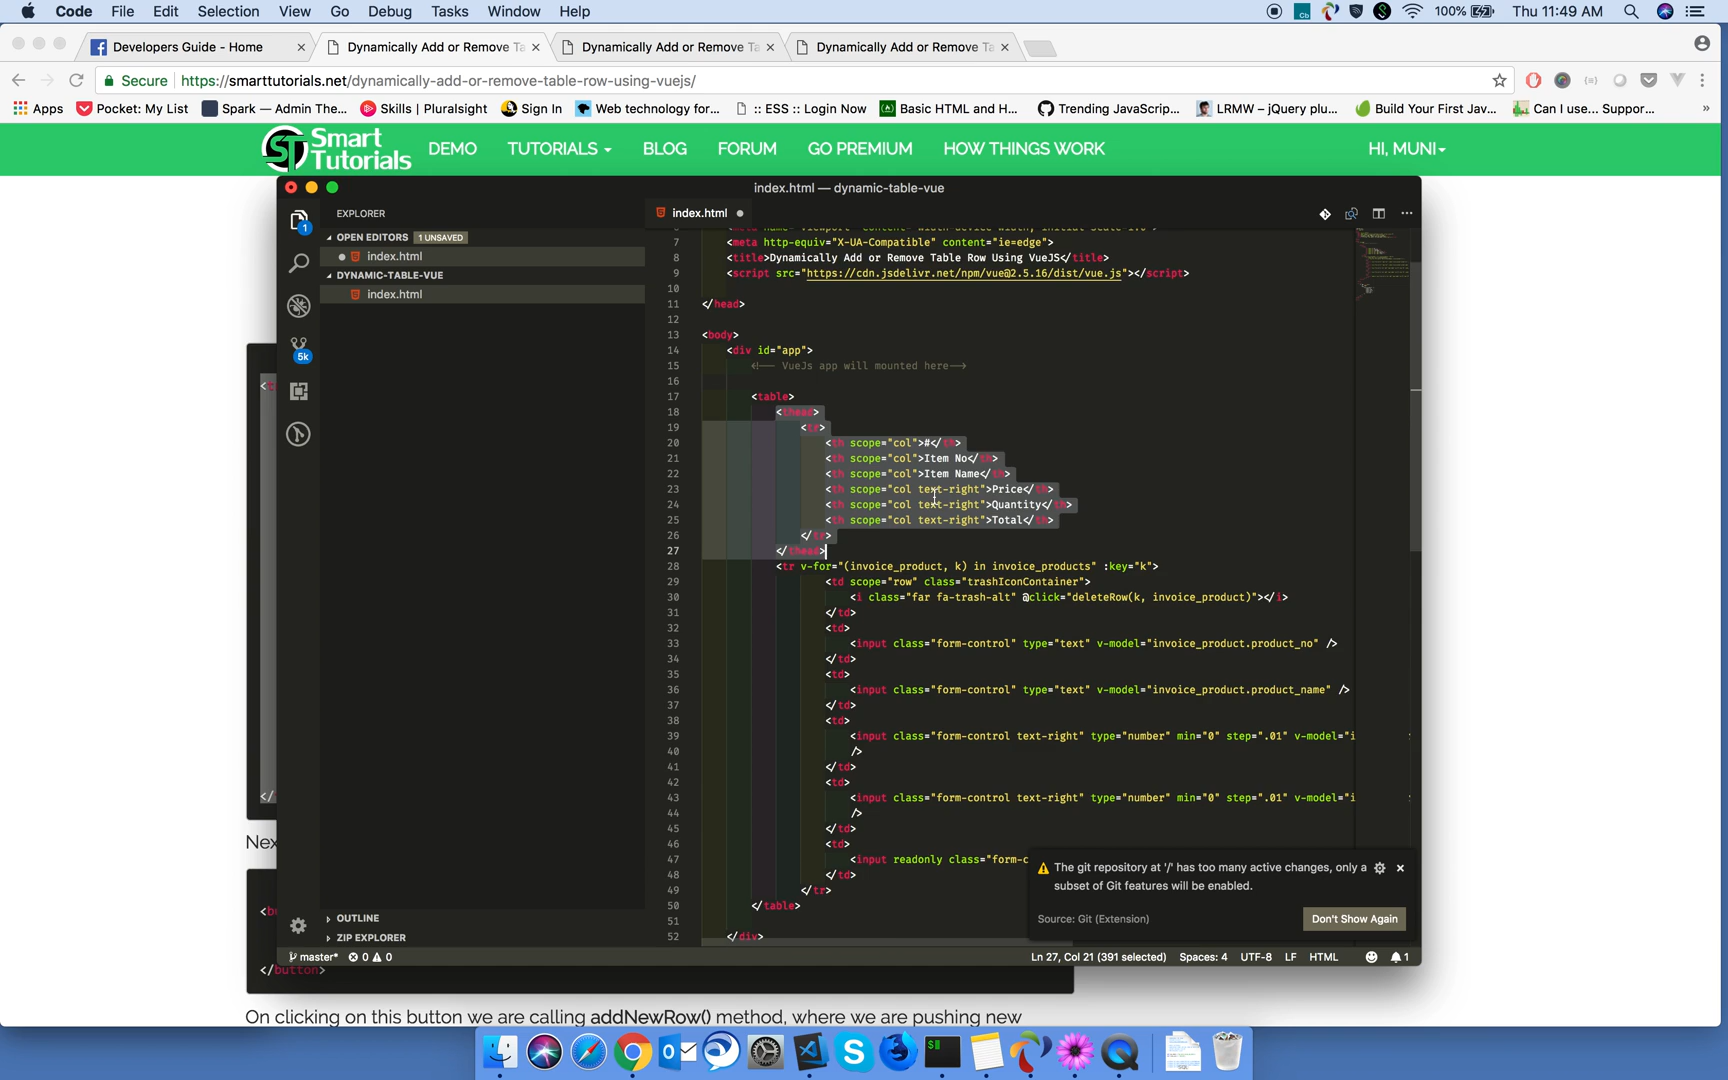 Code File Edit Selection View Go Debug Tasks Window Help
100% Thu 11:49 AM
Developers Guide - Home
Dynamically Add or Remove Ta
Dynamically Add or Remove Ta
Dynamically Add or Remove Ta
Secure https://smarttutorials.net/dynamically-add-or-remove-table-row-using-vuejs/
Apps Pocket: My List Spark — Admin The... Skills | Pluralsight Sign In Web technology for... :: ESS :: Login Now Basic HTML and H... Trending JavaScrip... LRMW – jQuery plu... Build Your First Jav... Can I use... Suppor... »
ST Smart Tutorials
DEMO TUTORIALS BLOG FORUM GO PREMIUM HOW THINGS WORK HI, MUNI
index.html — dynamic-table-vue
EXPLORER
OPEN EDITORS 1 UNSAVED
index.html
DYNAMIC-TABLE-VUE
index.html
1
5k
OUTLINE
ZIP EXPLORER
index.html
7 <meta http-equiv="X-UA-Compatible" content="ie=edge">
8 <title>Dynamically Add or Remove Table Row Using VueJS</title>
9 <script src="https://cdn.jsdelivr.net/npm/vue@2.5.16/dist/vue.js"></script>
10
11 </head>
12
13 <body>
14 <div id="app">
15 <!-- VueJs app will mounted here-->
16
17 <table>
18 <thead>
19 <tr>
20 <th scope="col">#</th>
21 <th scope="col">Item No</th>
22 <th scope="col">Item Name</th>
23 <th scope="col text-right">Price</th>
24 <th scope="col text-right">Quantity</th>
25 <th scope="col text-right">Total</th>
26 </tr>
27 </thead>
28 <tr v-for="(invoice_product, k) in invoice_products" :key="k">
29 <td scope="row" class="trashIconContainer">
30 <i class="far fa-trash-alt" @click="deleteRow(k, invoice_product)"></i>
31 </td>
32 <td>
33 <input class="form-control" type="text" v-model="invoice_product.product_no" />
34 </td>
35 <td>
36 <input class="form-control" type="text" v-model="invoice_product.product_name" />
37 </td>
38 <td>
39 <input class="form-control text-right" type="number" min="0" step=".01" v-model="i
40 />
41 </td>
42 <td>
43 <input class="form-control text-right" type="number" min="0" step=".01" v-model="i
44 />
45 </td>
46 <td>
47 <input readonly class="form-c
48 </td>
49 </tr>
50 </table>
51
52 </div>
The git repository at '/' has too many active changes, only a
subset of Git features will be enabled.
Source: Git (Extension) Don't Show Again
master* 0 0 Ln 27, Col 21 (391 selected) Spaces: 4 UTF-8 LF HTML 1
<t
</
Nex
<bu
</button>
On clicking on this button we are calling addNewRow() method, where we are pushing new